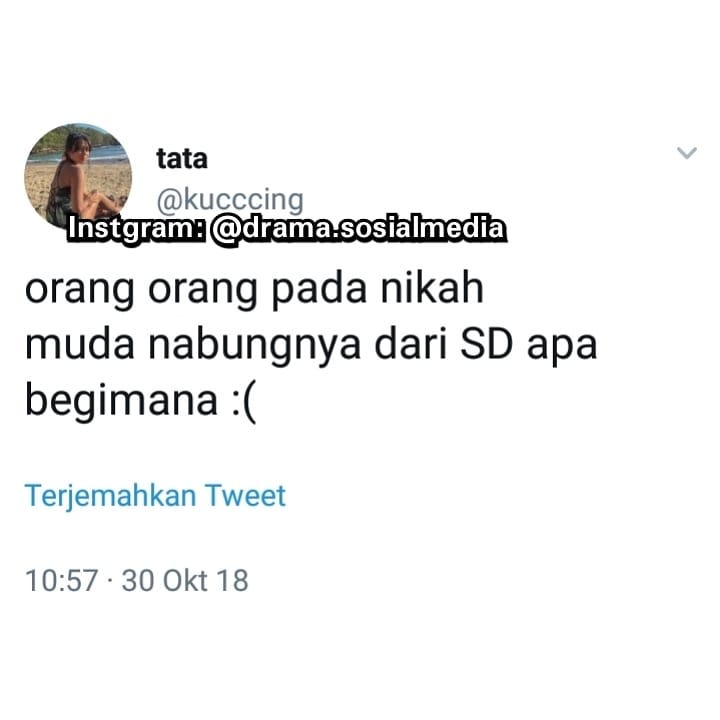 tata
@kucccing
Instgram: @drama.sosialmedia
orang orang pada nikah
muda nabungnya dari SD apa
begimana :(
Terjemahkan Tweet
10:57 · 30 Okt 18